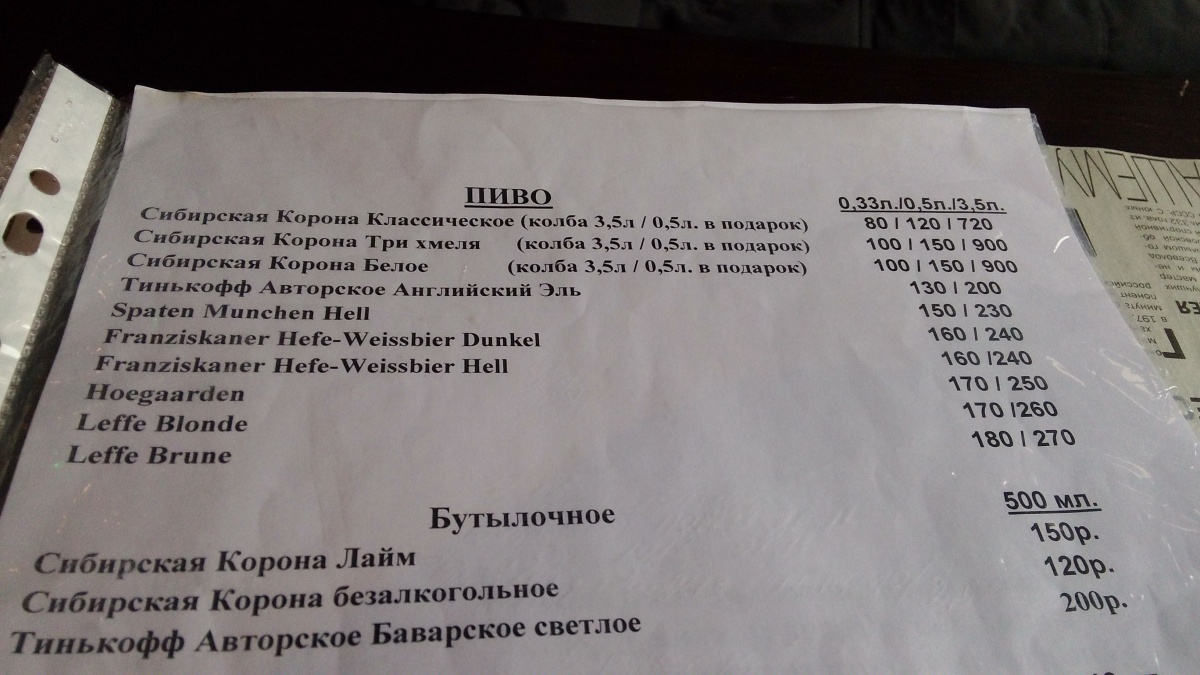 ПИВО 0,33л./0,5л./3,5л.
Сибирская Корона Классическое (колба 3,5л / 0,5л. в подарок) 80 / 120 / 720
Сибирская Корона Три хмеля (колба 3,5л / 0,5л. в подарок) 100 / 150 / 900
Сибирская Корона Белое (колба 3,5л / 0,5л. в подарок) 100 / 150 / 900
Тинькофф Авторское Английский Эль 130 / 200
Spaten Munchen Hell 150 / 230
Franziskaner Hefe-Weissbier Dunkel 160 / 240
Franziskaner Hefe-Weissbier Hell 160 /240
Hoegaarden 170 / 250
Leffe Blonde 170 /260
Leffe Brune 180 / 270
Бутылочное 500 мл.
Сибирская Корона Лайм 150р.
Сибирская Корона безалкогольное 120р.
Тинькофф Авторское Баварское светлое 200р.